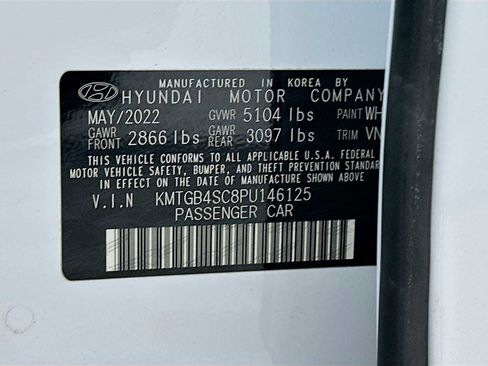 MANUFACTURED IN KOREA BY
HYUNDAI MOTOR COMPANY
MAY/2022 GVWR 5104 lbs PAINT WH
GAWR FRONT 2866 lbs GAWR REAR 3097 lbs TRIM VN
THIS VEHICLE CONFORMS TO ALL APPLICABLE U.S.A. FEDERAL
MOTOR VEHICLE SAFETY, BUMPER, AND THEFT PREVENTION
IN EFFECT ON THE DATE OF MANUFACTURE SHOWN ABOVE.
V.I.N KMTGB4SC8PU146125
PASSENGER CAR